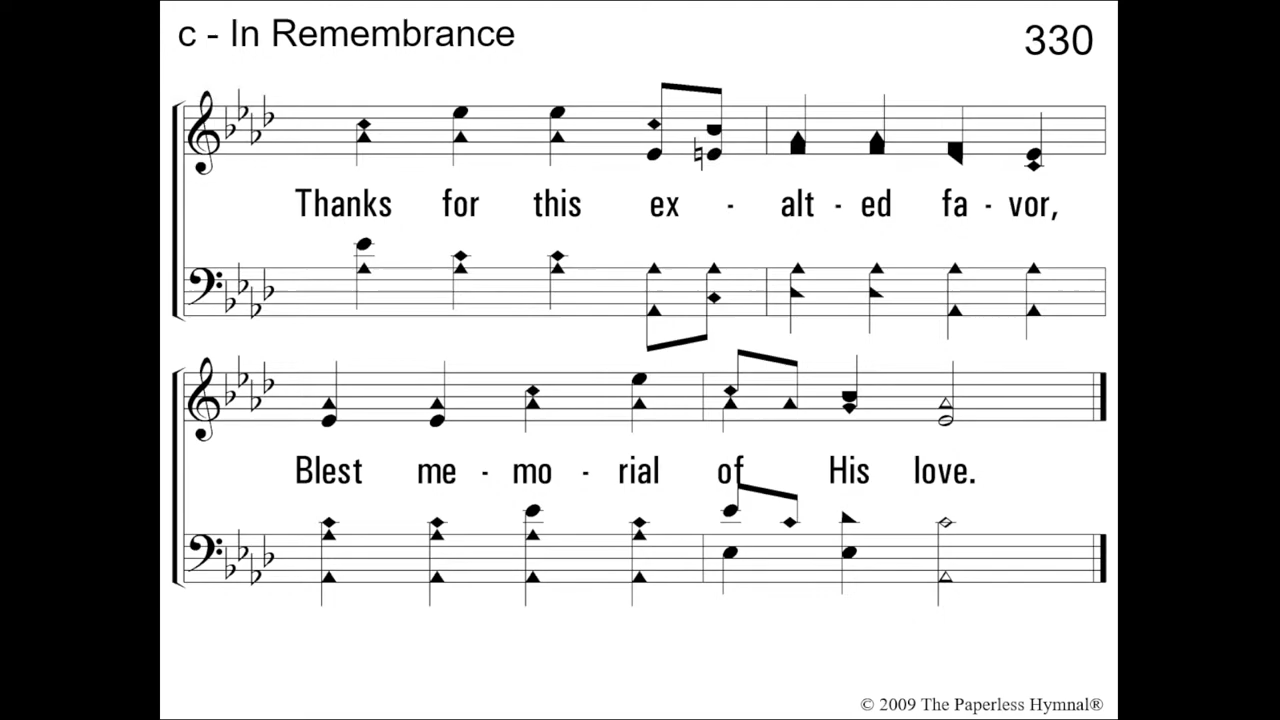 c - In Remembrance
330
Thanks for this ex - alt - ed fa - vor,
Blest me - mo - rial of His love.
© 2009 The Paperless Hymnal®